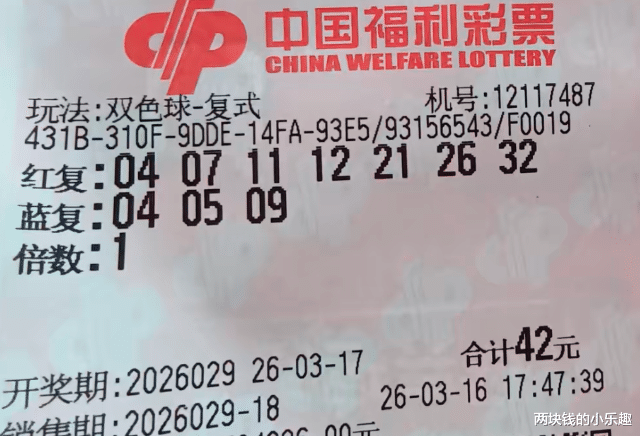 中国福利彩票
CHINA WELFARE LOTTERY
玩法:双色球-复式 机号:12117487
431B-310F-9DDE-14FA-93E5/93156543/F0019
红复:04 07 11 12 21 26 32
蓝复:04 05 09
倍数:1
合计42元
开奖期:2026029 26-03-17
26-03-16 17:47:39
销售期:2026029-18
两块钱的小乐趣